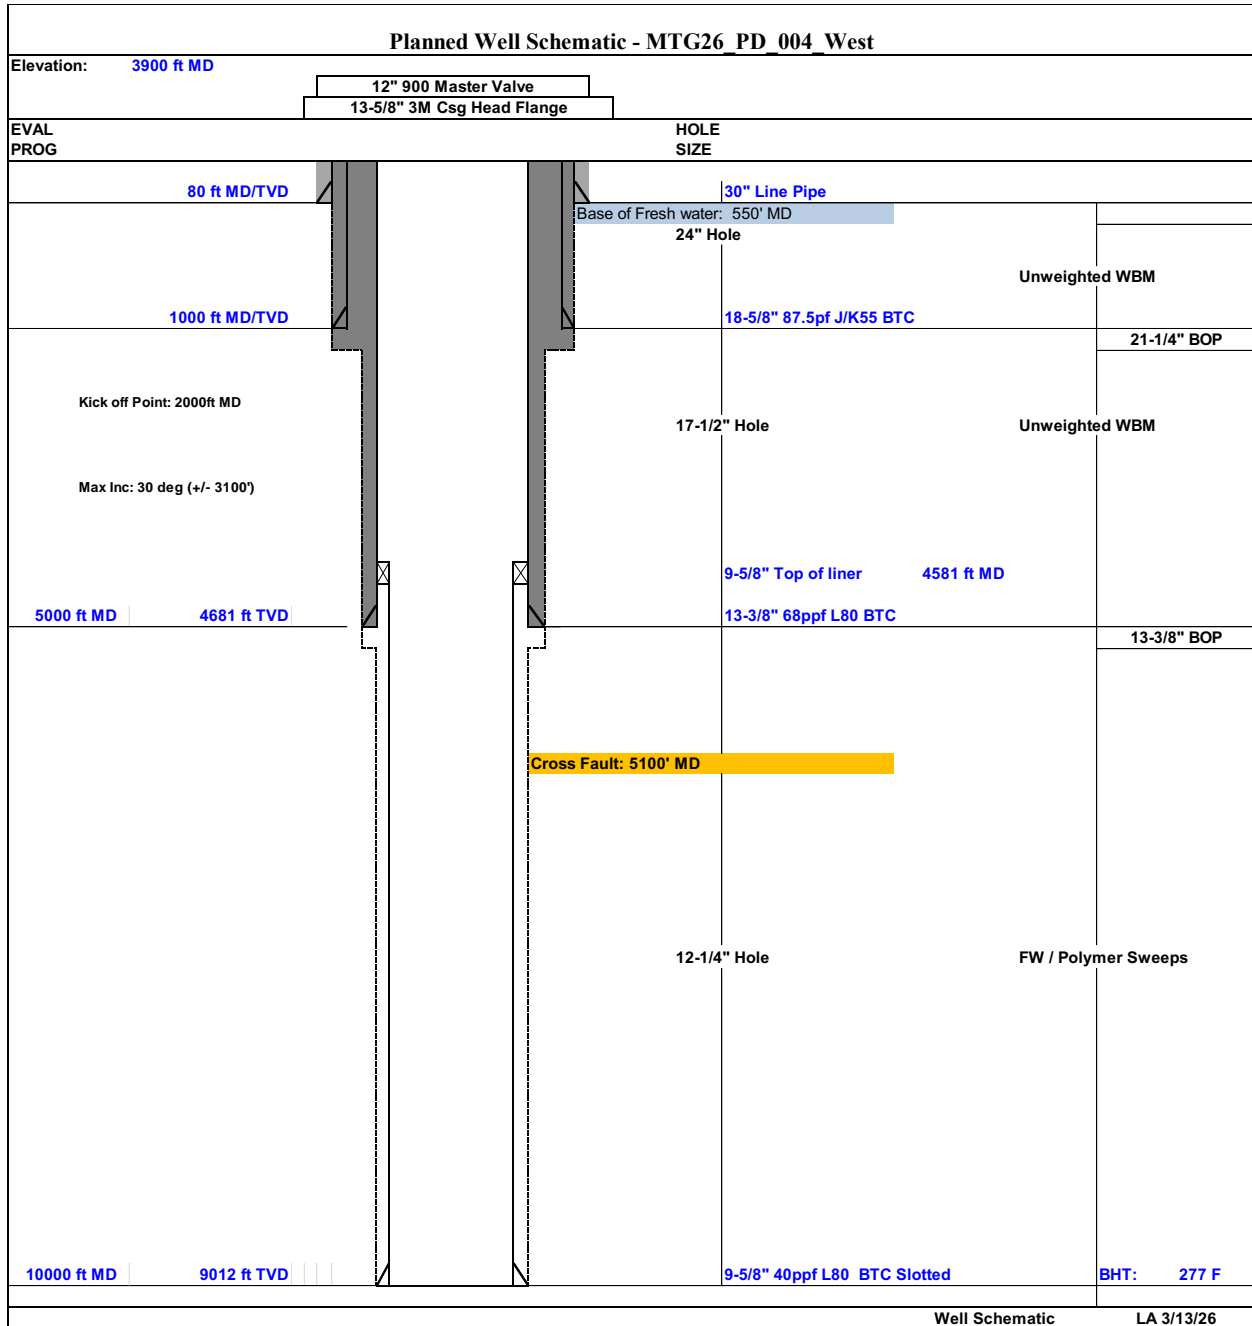 Planned Well Schematic - MTG26_PD_004_West
Elevation: 3900 ft MD
12" 900 Master Valve
13-5/8" 3M Csg Head Flange
EVAL HOLE
PROG SIZE
80 ft MD/TVD 30" Line Pipe
Base of Fresh water: 550' MD
24" Hole
Unweighted WBM
1000 ft MD/TVD 18-5/8" 87.5pf J/K55 BTC
21-1/4" BOP
Kick off Point: 2000ft MD
17-1/2" Hole Unweighted WBM
Max Inc: 30 deg (+/- 3100')
9-5/8" Top of liner 4581 ft MD
5000 ft MD 4681 ft TVD 13-3/8" 68ppf L80 BTC
13-3/8" BOP
Cross Fault: 5100' MD
12-1/4" Hole FW / Polymer Sweeps
10000 ft MD 9012 ft TVD 9-5/8" 40ppf L80 BTC Slotted BHT: 277 F
Well Schematic LA 3/13/26